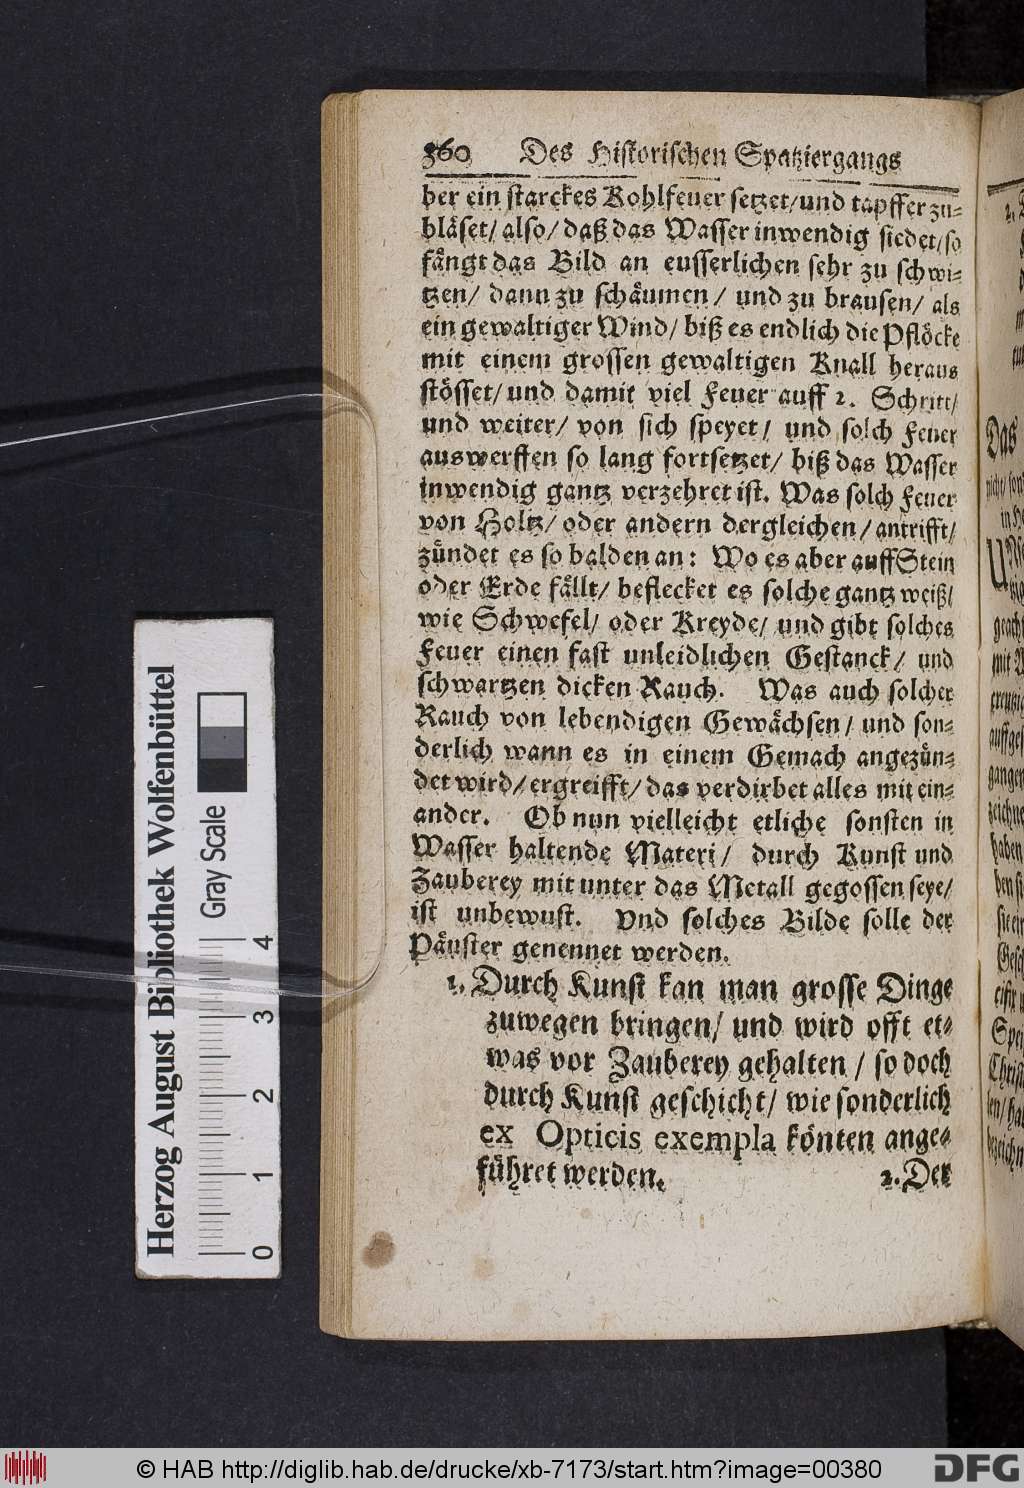 360 Des Historischen Spatziergangs
ber ein starckes Kohlfeuer setzet/und tapffer zu-
bläset/ also/ daß das Wasser inwendig siedet/so
fängt das Bild an eusserlichen sehr zu schwi-
tzen/ dann zu schäumen/ und zu brausen/ als
ein gewaltiger Wind/ biß es endlich die Pflöcke
mit einem grossen gewaltigen Knall heraus
stösset/ und damit viel Feuer auff 2. Schritt/
und weiter/ von sich speyet/ und solch Feuer
auswerffen so lang fortsetzet/ biß das Wasser
inwendig gantz verzehret ist. Was solch Feuer
von Holtz/ oder andern dergleichen/ antrifft/
zündet es so balden an: Wo es aber auff Stein
oder Erde fällt/ beflecket es solche gantz weiß/
wie Schwefel/ oder Kreyde/ und gibt solches
Feuer einen fast unleidlichen Gestanck/ und
schwartzen dicken Rauch. Was auch solcher
Rauch von lebendigen Gewächsen/ und son-
derlich wann es in einem Gemach angezün-
det wird/ ergreifft/ das verdirbet alles mit ein-
ander. Ob nun vielleicht etliche sonsten in
Wasser haltende Materi/ durch Kunst und
Zauberey mit unter das Metall gegossen seye/
ist unbewust. Vnd solches Bilde solle der
Päuster genennet werden.
1. Durch Kunst kan man grosse Dinge
zuwegen bringen/ und wird offt et-
was vor Zauberey gehalten/ so doch
durch Kunst geschicht/ wie sonderlich
ex Opticis exempla könten ange-
führet werden.
2. Der
Herzog August Bibliothek Wolfenbüttel
Gray Scale
0 1 2 3 4
© HAB http://diglib.hab.de/drucke/xb-7173/start.htm?image=00380
DFG